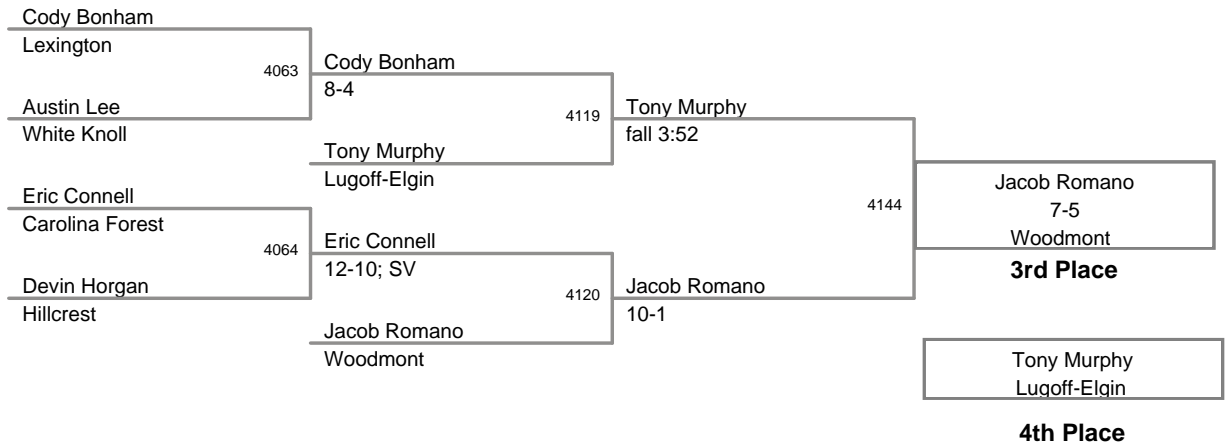 Cody Bonham
Lexington
4063
Austin Lee
White Knoll
Eric Connell
Carolina Forest
4064
Devin Horgan
Hillcrest
Cody Bonham
8-4
4119
Tony Murphy
Lugoff-Elgin
Eric Connell
12-10; SV
4120
Jacob Romano
Woodmont
Tony Murphy
fall 3:52
4144
Jacob Romano
10-1
Jacob Romano
7-5
Woodmont
3rd Place
Tony Murphy
Lugoff-Elgin
4th Place